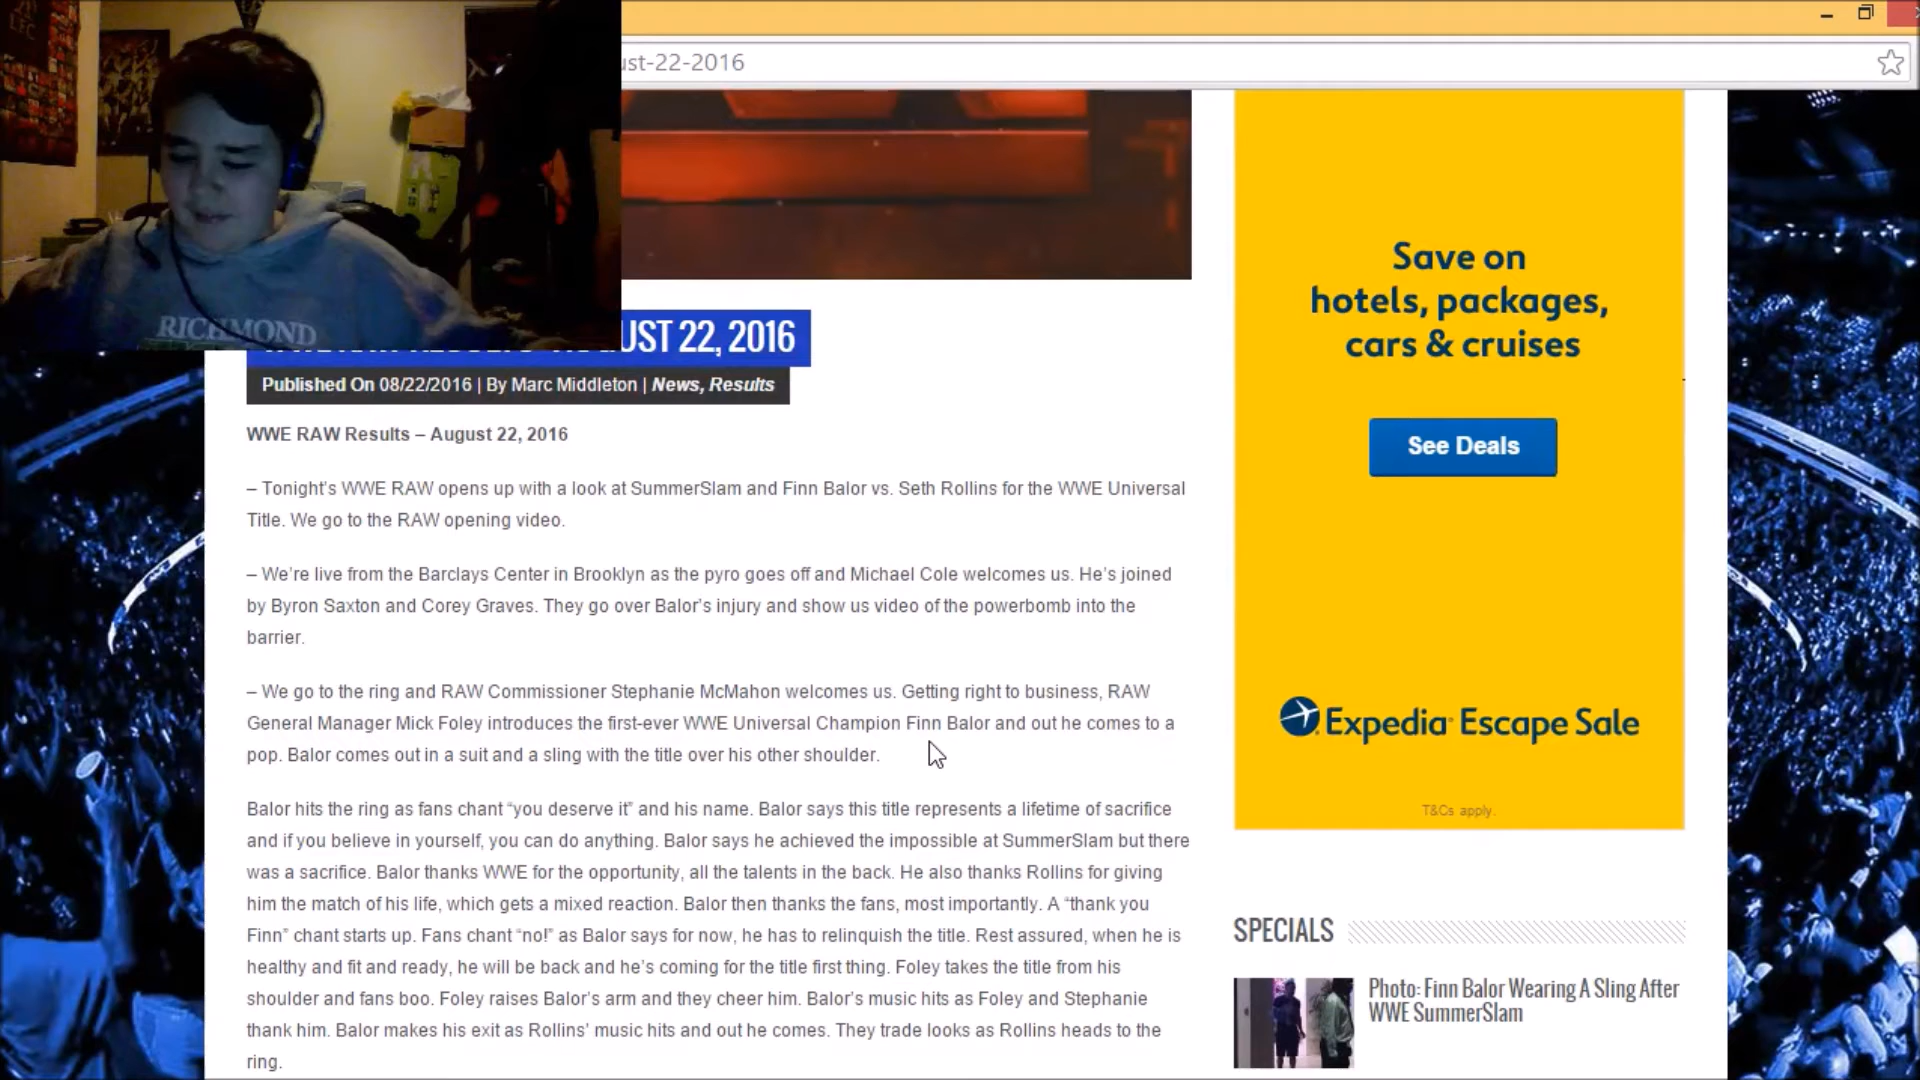 ust-22-2016
RICHMOND
UST 22, 2016
Published On 08/22/2016 | By Marc Middleton | News, Results
WWE RAW Results – August 22, 2016
– Tonight's WWE RAW opens up with a look at SummerSlam and Finn Balor vs. Seth Rollins for the WWE Universal
Title. We go to the RAW opening video.
– We're live from the Barclays Center in Brooklyn as the pyro goes off and Michael Cole welcomes us. He's joined
by Byron Saxton and Corey Graves. They go over Balor's injury and show us video of the powerbomb into the
barrier.
– We go to the ring and RAW Commissioner Stephanie McMahon welcomes us. Getting right to business, RAW
General Manager Mick Foley introduces the first-ever WWE Universal Champion Finn Balor and out he comes to a
pop. Balor comes out in a suit and a sling with the title over his other shoulder.
Balor hits the ring as fans chant “you deserve it” and his name. Balor says this title represents a lifetime of sacrifice
and if you believe in yourself, you can do anything. Balor says he achieved the impossible at SummerSlam but there
was a sacrifice. Balor thanks WWE for the opportunity, all the talents in the back. He also thanks Rollins for giving
him the match of his life, which gets a mixed reaction. Balor then thanks the fans, most importantly. A “thank you
Finn” chant starts up. Fans chant “no!” as Balor says for now, he has to relinquish the title. Rest assured, when he is
healthy and fit and ready, he will be back and he's coming for the title first thing. Foley takes the title from his
shoulder and fans boo. Foley raises Balor's arm and they cheer him. Balor's music hits as Foley and Stephanie
thank him. Balor makes his exit as Rollins' music hits and out he comes. They trade looks as Rollins heads to the
ring.
Save on
hotels, packages,
cars & cruises
See Deals
Expedia Escape Sale
T&Cs apply.
SPECIALS
Photo: Finn Balor Wearing A Sling After
WWE SummerSlam